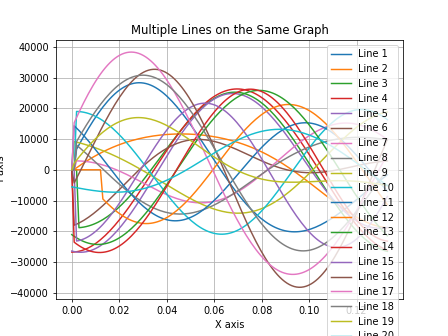 Multiple Lines on the Same Graph
40000
30000
20000
10000
0
−10000
−20000
−30000
−40000
0.00
0.02
0.04
0.06
0.08
0.10
X axis
axis
Line 1
Line 2
Line 3
Line 4
Line 5
Line 6
Line 7
Line 8
Line 9
Line 10
Line 11
Line 12
Line 13
Line 14
Line 15
Line 16
Line 17
Line 18
Line 19
Line 20